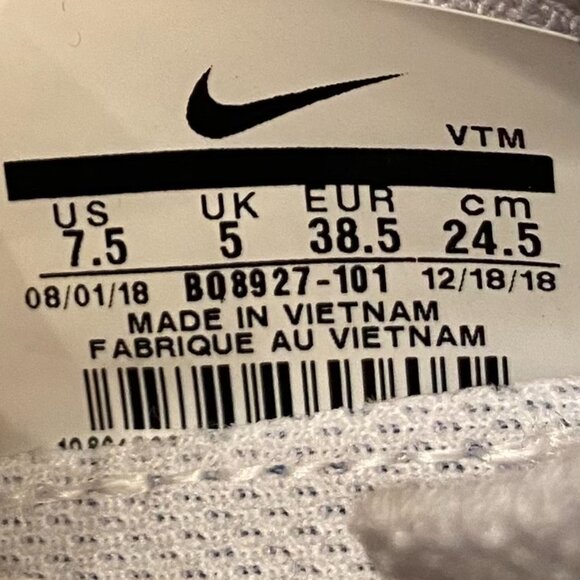 VTM
US UK EUR cm
7.5 5 38.5 24.5
08/01/18 BQ8927-101 12/18/18
MADE IN VIETNAM
FABRIQUE AU VIETNAM